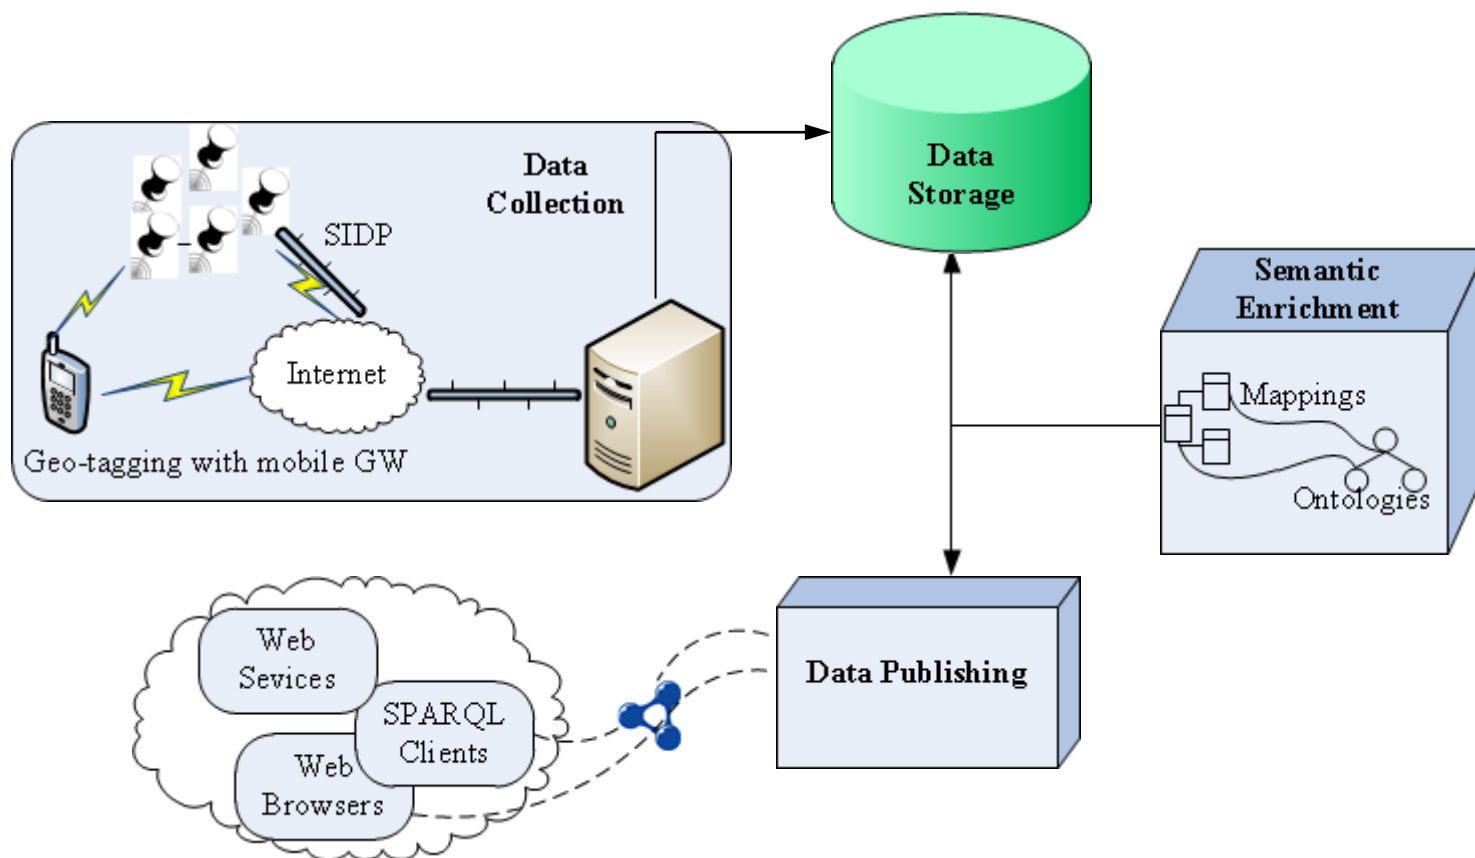 Data
Collection
SIDP
Internet
Geo-tagging with mobile GW
Data
Storage
Semantic
Enrichment
Mappings
Ontologies
Web
Sevices
SPARQL
Clients
Web
Browsers
Data Publishing